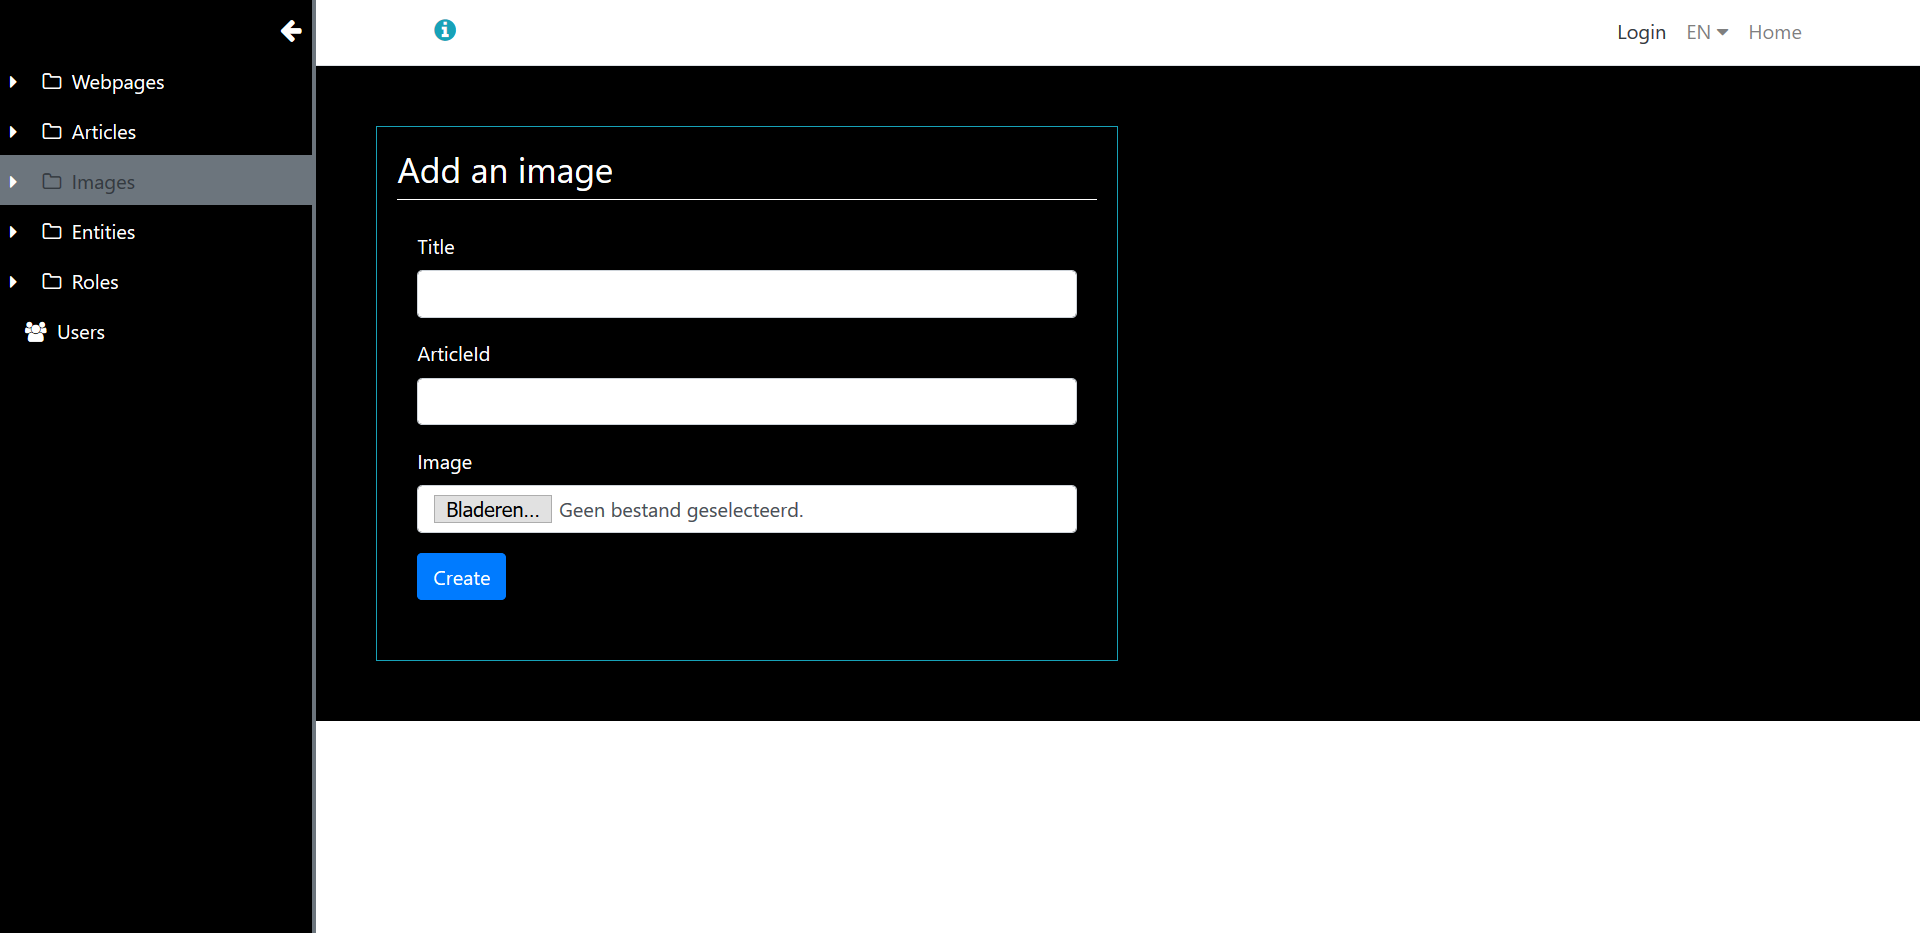 Login EN Home
Webpages
Articles
Images
Entities
Roles
Users
Add an image
Title
ArticleId
Image
Bladeren... Geen bestand geselecteerd.
Create